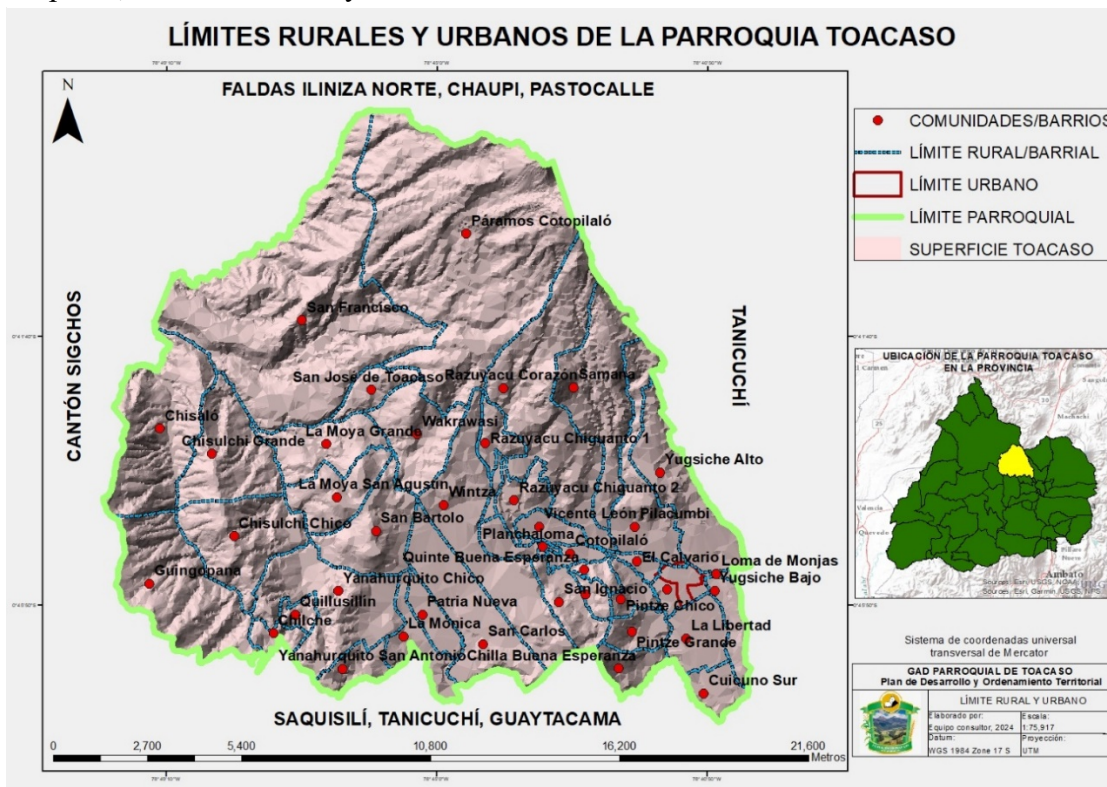 LÍMITES RURALES Y URBANOS DE LA PARROQUIA TOACASO
N
FALDAS ILINIZA NORTE, CHAUPI, PASTOCALLE
CANTÓN SIGCHOS
TANICUCHÍ
SAQUISILÍ, TANICUCHÍ, GUAYTACAMA
Páramos Cotopilaló
San Francisco
San José de Toacaso
Razuyacu Corazón
Samana
Chisaló
Wakrawasi
La Moya Grande
Chisulchi Grande
Razuyacu Chiguanto 1
Yugsiche Alto
La Moya San Agustín
Wintza
Razuyacu Chiguanto 2
Chisulchi Chico
San Bartolo
Vicente León
Pilacumbi
Planchaloma
Cotopilaló
Quinte Buena Esperanza
El Calvario
Loma de Monjas
Guingopana
Yanahurquito Chico
Yugsiche Bajo
San Ignacio
Quillusillin
Patria Nueva
Pintze Chico
Chilche
La Mónica
La Libertad
San Carlos
Pintze Grande
Yanahurquito San Antonio
Chilla Buena Esperanza
Cuicuno Sur
0 2,700 5,400 10,800 16,200 21,600
Metros
COMUNIDADES/BARRIOS
LÍMITE RURAL/BARRIAL
LÍMITE URBANO
LÍMITE PARROQUIAL
SUPERFICIE TOACASO
UBICACIÓN DE LA PARROQUIA TOACASO
EN LA PROVINCIA
Machachi
Valencia
Quevedo
Ambato
Sistema de coordenadas universal
transversal de Mercator
GAD PARROQUIAL DE TOACASO
Plan de Desarrollo y Ordenamiento Territorial
LÍMITE RURAL Y URBANO
Elaborado por:
Equipo consultor, 2024
Escala:
1:75,917
Datum:
WGS 1984 Zone 17 S
Proyección:
UTM